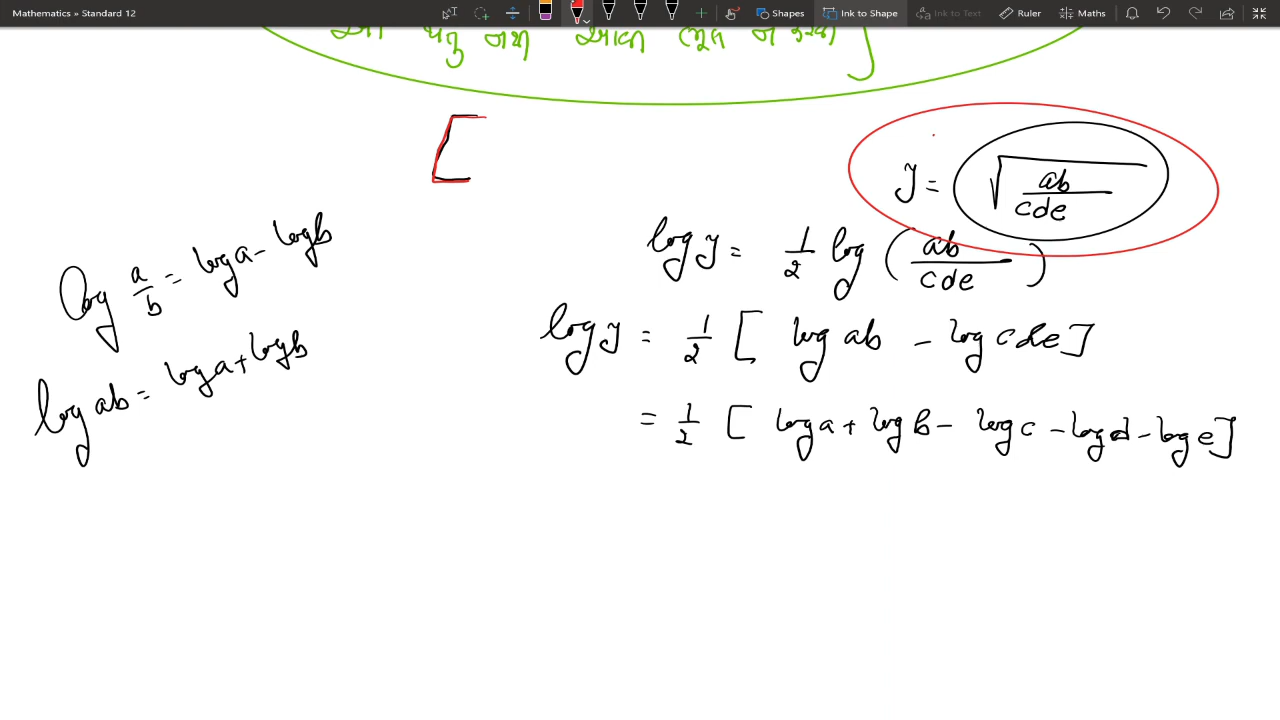 Mathematics » Standard 12
Shapes
Ink to Shape
Ink to Text
Ruler
Maths
y = √(ab/cde)
log y = 1/2 log (ab/cde)
log a/b = log a - log b
log y = 1/2 [ log ab - log cde ]
log ab = log a + log b
= 1/2 [ log a + log b - log c - log d - log e ]